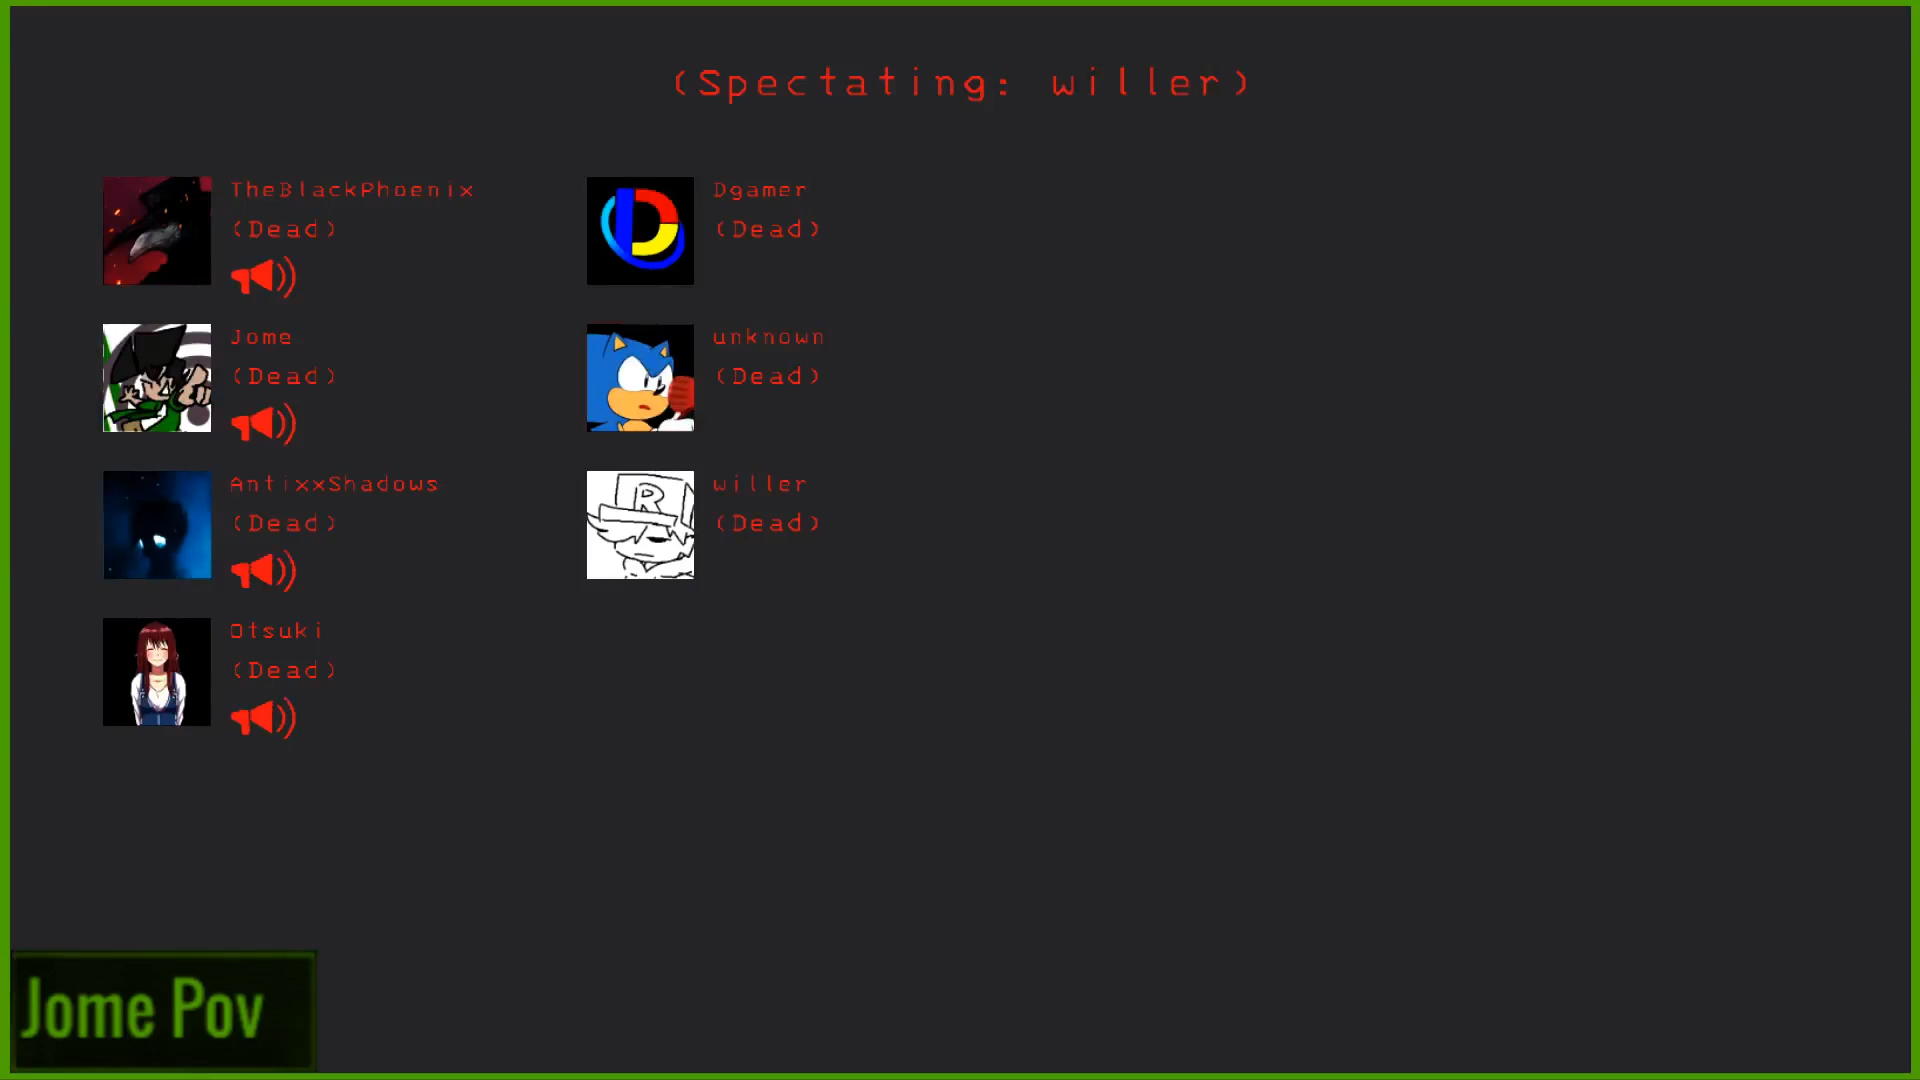 (Spectating: willer)
TheBlackPhoenix
(Dead)
Jome
(Dead)
AntixxShadows
(Dead)
Otsuki
(Dead)
Dgamer
(Dead)
unknown
(Dead)
R
willer
(Dead)
Jome Pov